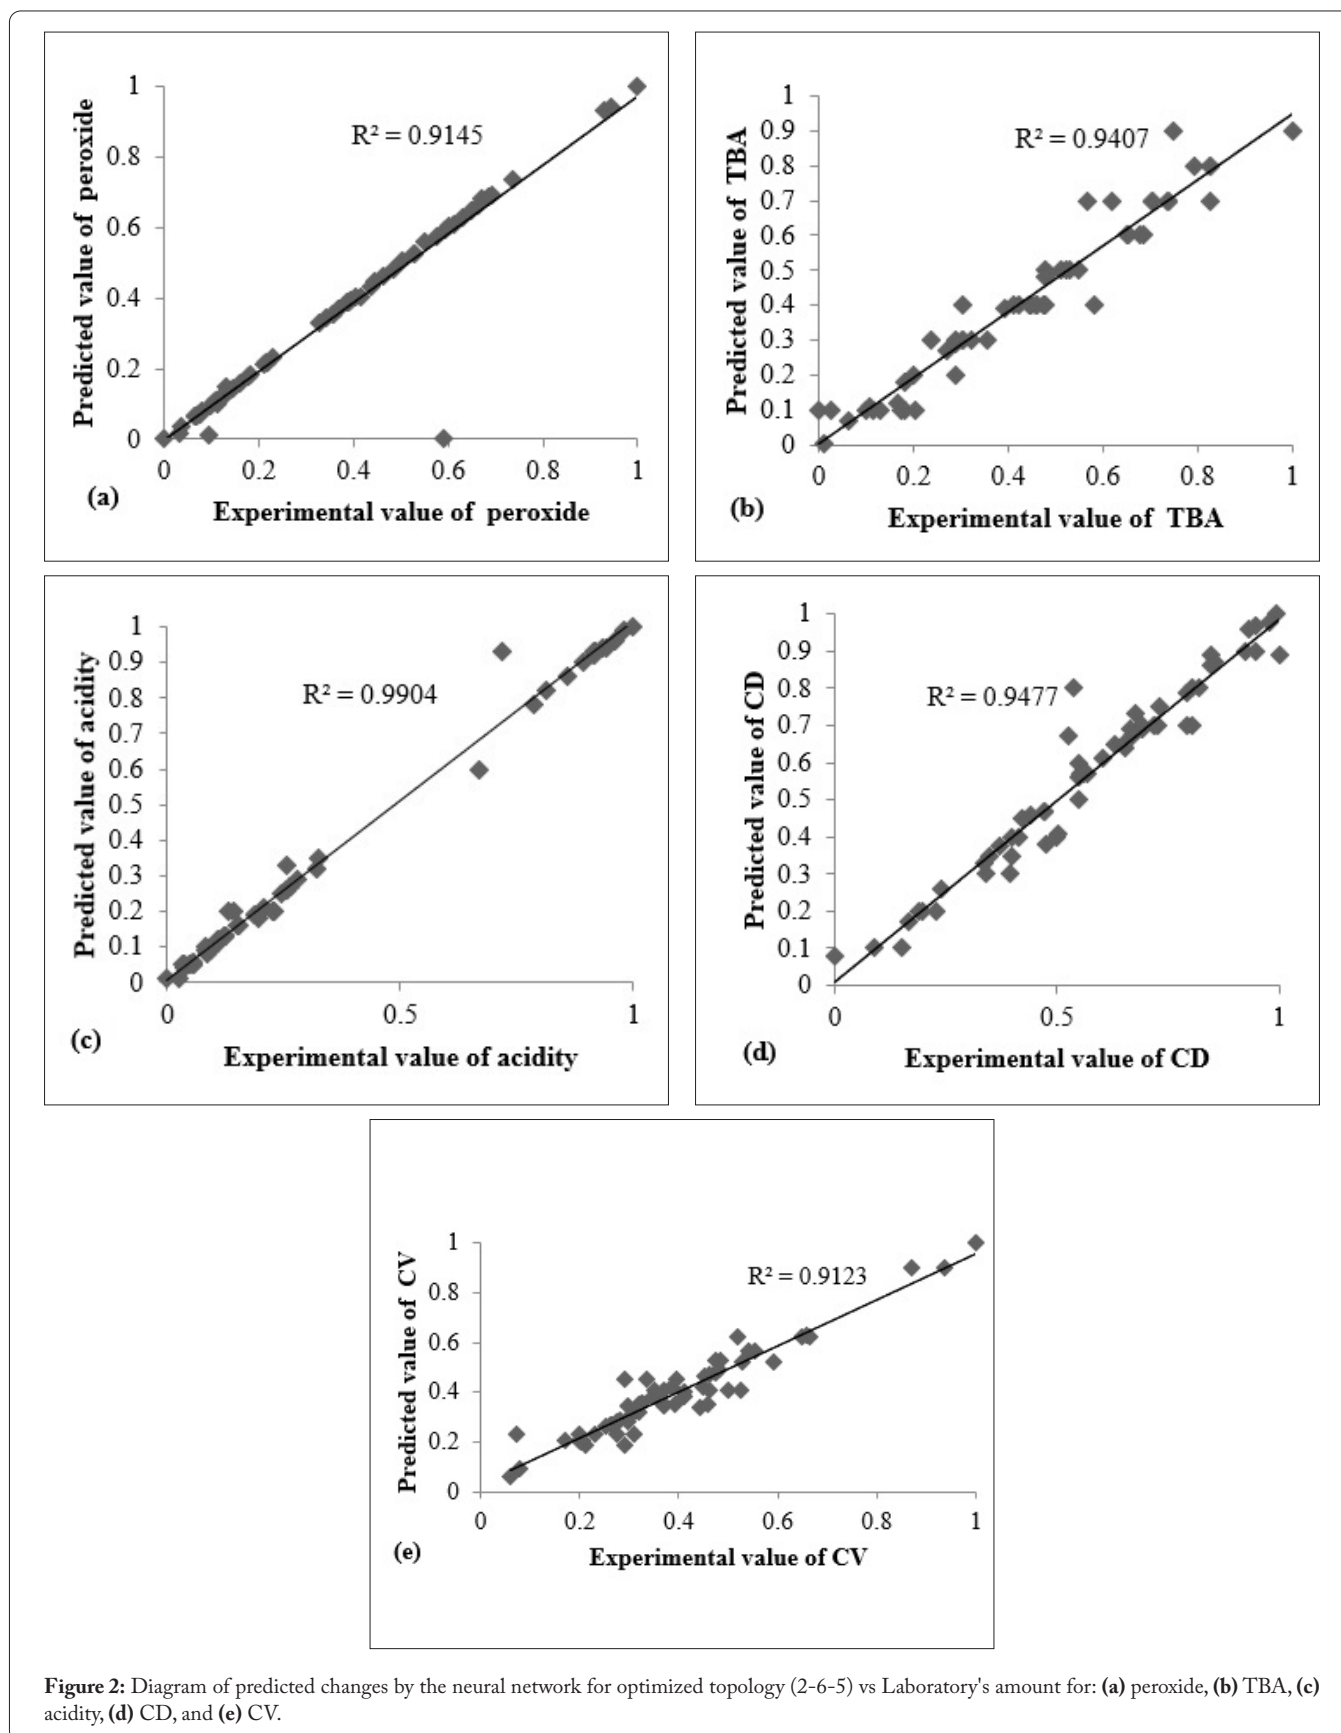 Predicted value of peroxide
1
0.8
0.6
0.4
0.2
0
R² = 0.9145
0 0.2 0.4 0.6 0.8 1
(a)
Experimental value of peroxide
Predicted value of TBA
1
0.9
0.8
0.7
0.6
0.5
0.4
0.3
0.2
0.1
0
R² = 0.9407
0 0.2 0.4 0.6 0.8 1
(b)
Experimental value of TBA
Predicted value of acidity
1
0.9
0.8
0.7
0.6
0.5
0.4
0.3
0.2
0.1
0
R² = 0.9904
0 0.5 1
(c)
Experimental value of acidity
Predicted value of CD
1
0.9
0.8
0.7
0.6
0.5
0.4
0.3
0.2
0.1
0
R² = 0.9477
0 0.5 1
(d)
Experimental value of CD
Predicted value of CV
1
0.8
0.6
0.4
0.2
0
R² = 0.9123
0 0.2 0.4 0.6 0.8 1
(e)
Experimental value of CV
Figure 2: Diagram of predicted changes by the neural network for optimized topology (2-6-5) vs Laboratory's amount for: (a) peroxide, (b) TBA, (c)
acidity, (d) CD, and (e) CV.